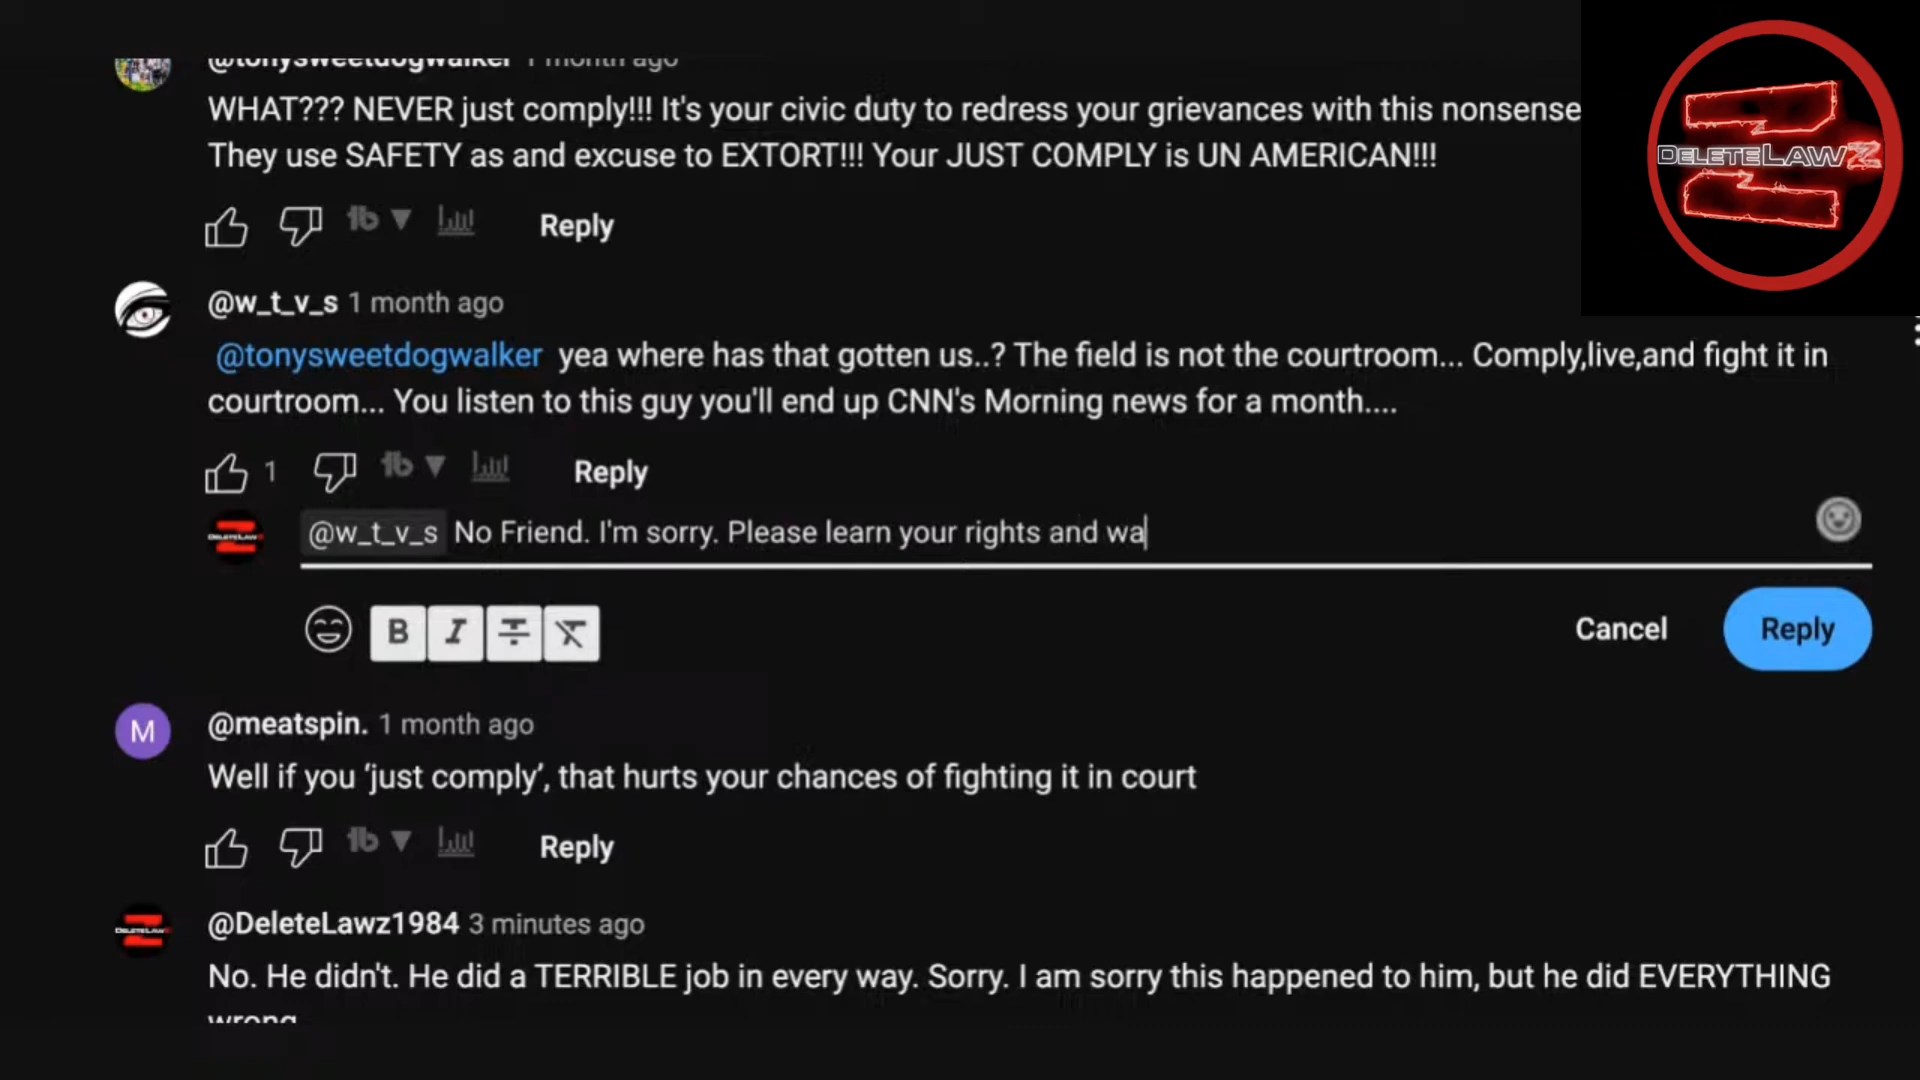 @tonysweetdogwalker 1 month ago
WHAT??? NEVER just comply!!! It's your civic duty to redress your grievances with this nonsense
They use SAFETY as and excuse to EXTORT!!! Your JUST COMPLY is UN AMERICAN!!!
DELETELAWZ
Reply
@w_t_v_s 1 month ago
@tonysweetdogwalker yea where has that gotten us..? The field is not the courtroom... Comply,live,and fight it in
courtroom... You listen to this guy you'll end up CNN's Morning news for a month....
1 Reply
@w_t_v_s No Friend. I'm sorry. Please learn your rights and wa
B I
Cancel Reply
M
@meatspin. 1 month ago
Well if you ‘just comply’, that hurts your chances of fighting it in court
Reply
@DeleteLawz1984 3 minutes ago
No. He didn't. He did a TERRIBLE job in every way. Sorry. I am sorry this happened to him, but he did EVERYTHING
wrong